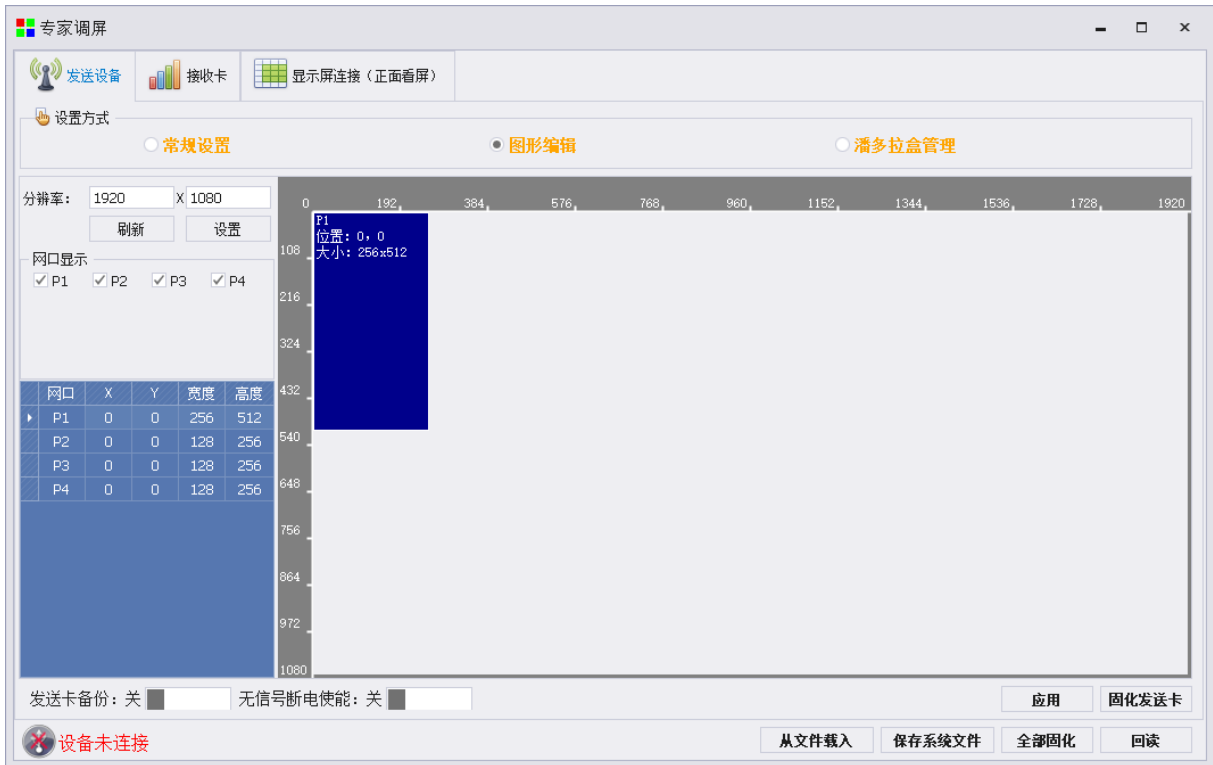 专家调屏
发送设备 接收卡 显示屏连接（正面看屏）
设置方式
常规设置 图形编辑 潘多拉盒管理
分辨率： 1920 X 1080
刷新 设置
网口显示
P1 P2 P3 P4
网口 X Y 宽度 高度
P1 0 0 256 512
P2 0 0 128 256
P3 0 0 128 256
P4 0 0 128 256
0 192 384 576 768 960 1152 1344 1536 1728 1920
P1
位置：0，0
大小：256x512
108
216
324
432
540
648
756
864
972
1080
发送卡备份：关 无信号断电使能：关 应用 固化发送卡
设备未连接 从文件载入 保存系统文件 全部固化 回读